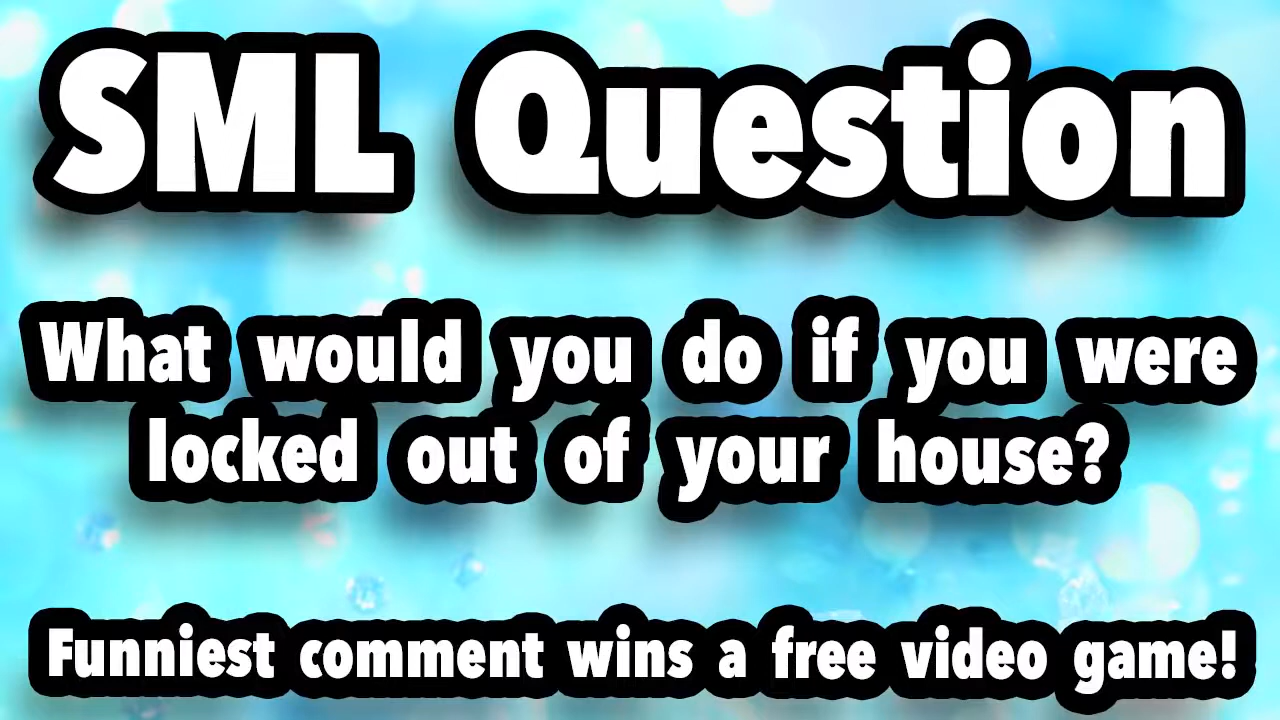 SML Question
What would you do if you were
locked out of your house?
Funniest comment wins a free video game!